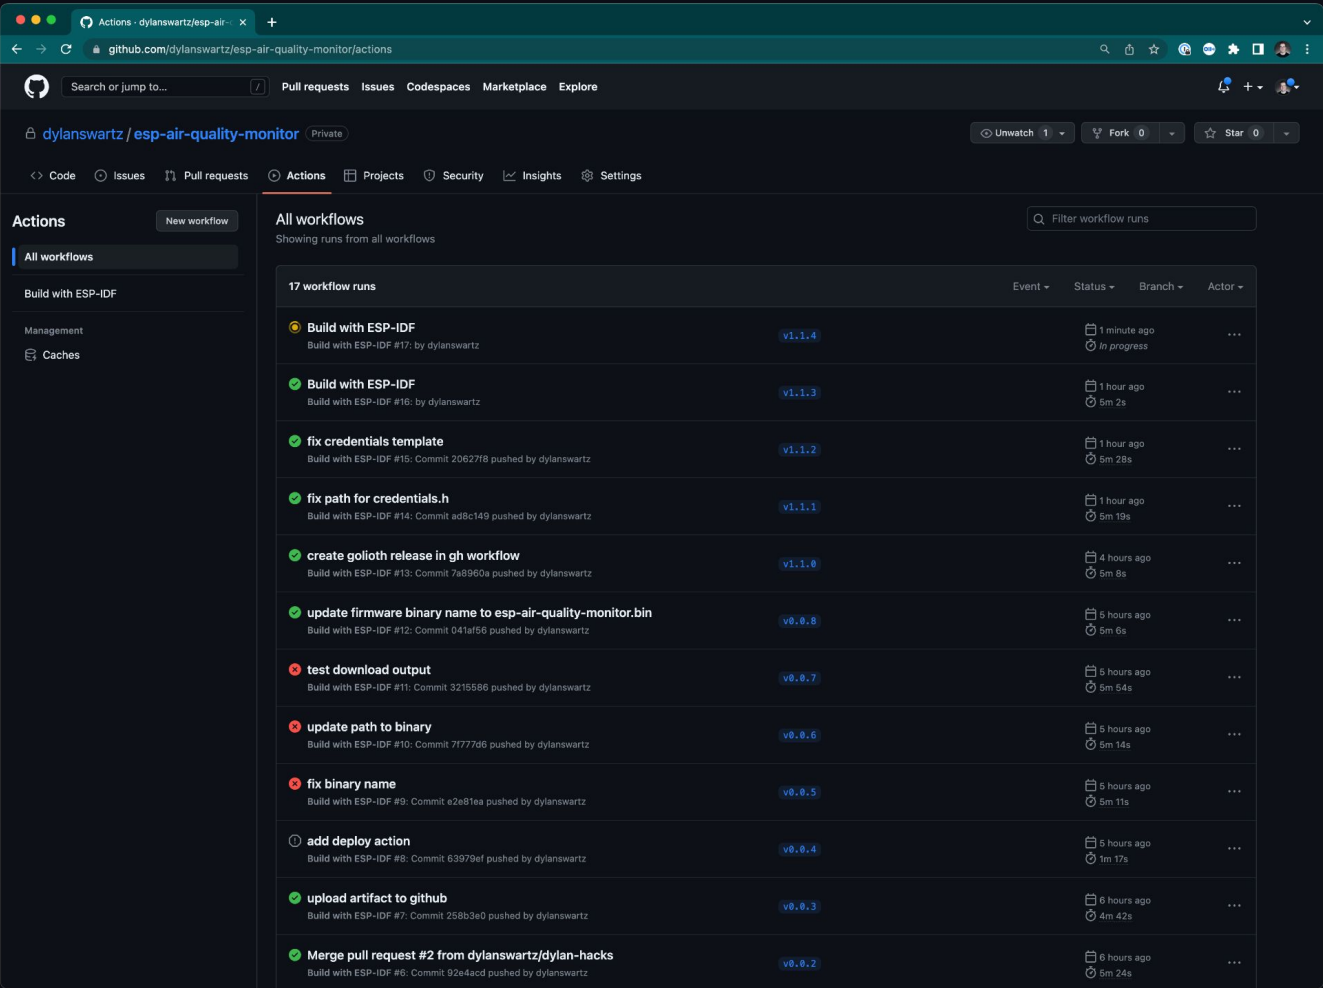 Actions · dylanswartz/esp-air-
github.com/dylanswartz/esp-air-quality-monitor/actions
Search or jump to... /
Pull requests Issues Codespaces Marketplace Explore
dylanswartz / esp-air-quality-monitor Private
Unwatch 1 Fork 0 Star 0
Code Issues Pull requests Actions Projects Security Insights Settings
Actions New workflow
All workflows
Build with ESP-IDF
Management
Caches
All workflows
Showing runs from all workflows
Filter workflow runs
17 workflow runs Event Status Branch Actor
Build with ESP-IDF
Build with ESP-IDF #17: by dylanswartz
v1.1.4
1 minute ago
In progress
Build with ESP-IDF
Build with ESP-IDF #16: by dylanswartz
v1.1.3
1 hour ago
5m 2s
fix credentials template
Build with ESP-IDF #15: Commit 20627f8 pushed by dylanswartz
v1.1.2
1 hour ago
5m 28s
fix path for credentials.h
Build with ESP-IDF #14: Commit ad8c149 pushed by dylanswartz
v1.1.1
1 hour ago
5m 19s
create golioth release in gh workflow
Build with ESP-IDF #13: Commit 7a8960a pushed by dylanswartz
v1.1.0
4 hours ago
5m 8s
update firmware binary name to esp-air-quality-monitor.bin
Build with ESP-IDF #12: Commit 041af56 pushed by dylanswartz
v0.0.8
5 hours ago
5m 6s
test download output
Build with ESP-IDF #11: Commit 3215586 pushed by dylanswartz
v0.0.7
5 hours ago
5m 54s
update path to binary
Build with ESP-IDF #10: Commit 7f777d6 pushed by dylanswartz
v0.0.6
5 hours ago
5m 14s
fix binary name
Build with ESP-IDF #9: Commit e2e81ea pushed by dylanswartz
v0.0.5
5 hours ago
5m 11s
add deploy action
Build with ESP-IDF #8: Commit 63979ef pushed by dylanswartz
v0.0.4
5 hours ago
1m 17s
upload artifact to github
Build with ESP-IDF #7: Commit 258b3e0 pushed by dylanswartz
v0.0.3
6 hours ago
4m 42s
Merge pull request #2 from dylanswartz/dylan-hacks
Build with ESP-IDF #6: Commit 92e4acd pushed by dylanswartz
v0.0.2
6 hours ago
5m 24s